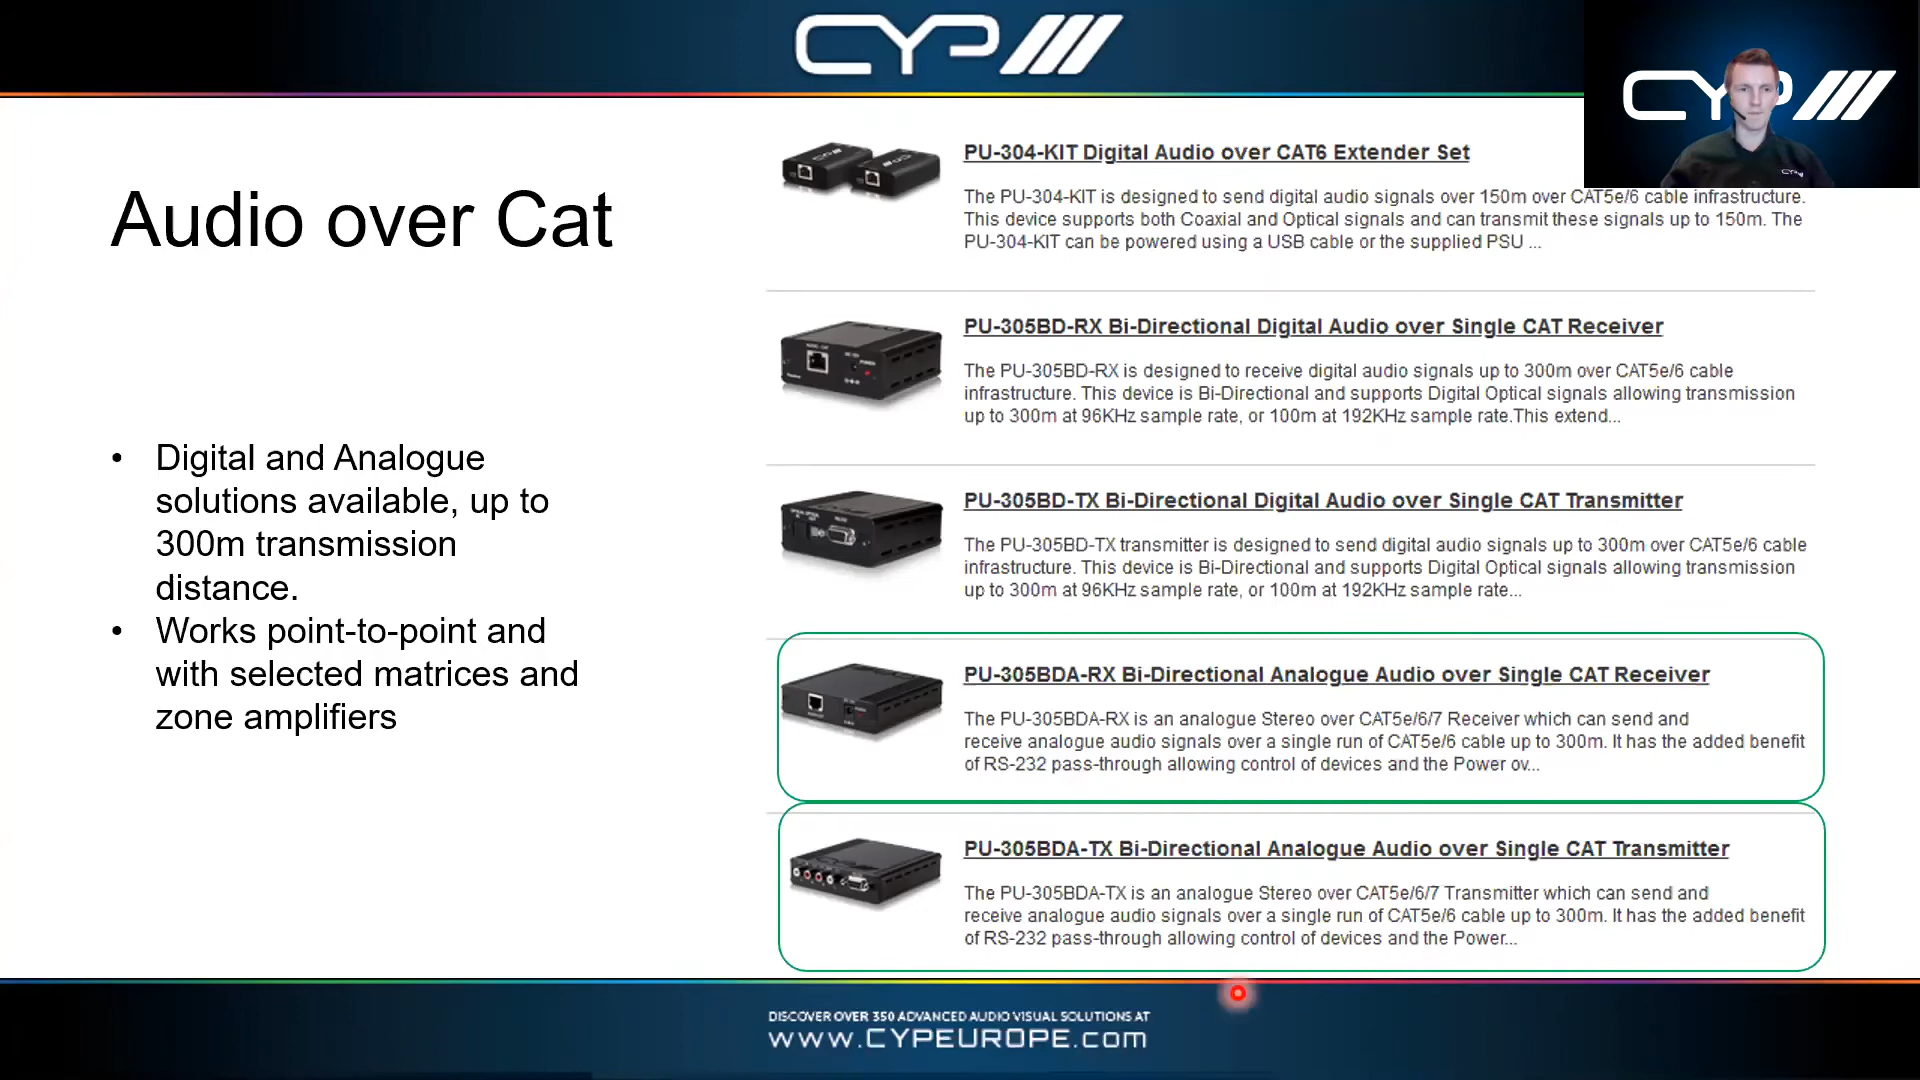 CYP
CYP
Audio over Cat
• Digital and Analogue
solutions available, up to
300m transmission
distance.
• Works point-to-point and
with selected matrices and
zone amplifiers
PU-304-KIT Digital Audio over CAT6 Extender Set
The PU-304-KIT is designed to send digital audio signals over 150m over CAT5e/6 cable infrastructure.
This device supports both Coaxial and Optical signals and can transmit these signals up to 150m. The
PU-304-KIT can be powered using a USB cable or the supplied PSU ...
PU-305BD-RX Bi-Directional Digital Audio over Single CAT Receiver
The PU-305BD-RX is designed to receive digital audio signals up to 300m over CAT5e/6 cable
infrastructure. This device is Bi-Directional and supports Digital Optical signals allowing transmission
up to 300m at 96KHz sample rate, or 100m at 192KHz sample rate.This extend...
PU-305BD-TX Bi-Directional Digital Audio over Single CAT Transmitter
The PU-305BD-TX transmitter is designed to send digital audio signals up to 300m over CAT5e/6 cable
infrastructure. This device is Bi-Directional and supports Digital Optical signals allowing transmission
up to 300m at 96KHz sample rate, or 100m at 192KHz sample rate...
PU-305BDA-RX Bi-Directional Analogue Audio over Single CAT Receiver
The PU-305BDA-RX is an analogue Stereo over CAT5e/6/7 Receiver which can send and
receive analogue audio signals over a single run of CAT5e/6 cable up to 300m. It has the added benefit
of RS-232 pass-through allowing control of devices and the Power ov...
PU-305BDA-TX Bi-Directional Analogue Audio over Single CAT Transmitter
The PU-305BDA-TX is an analogue Stereo over CAT5e/6/7 Transmitter which can send and
receive analogue audio signals over a single run of CAT5e/6 cable up to 300m. It has the added benefit
of RS-232 pass-through allowing control of devices and the Power...
DISCOVER OVER 350 ADVANCED AUDIO VISUAL SOLUTIONS AT
WWW.CYPEUROPE.com